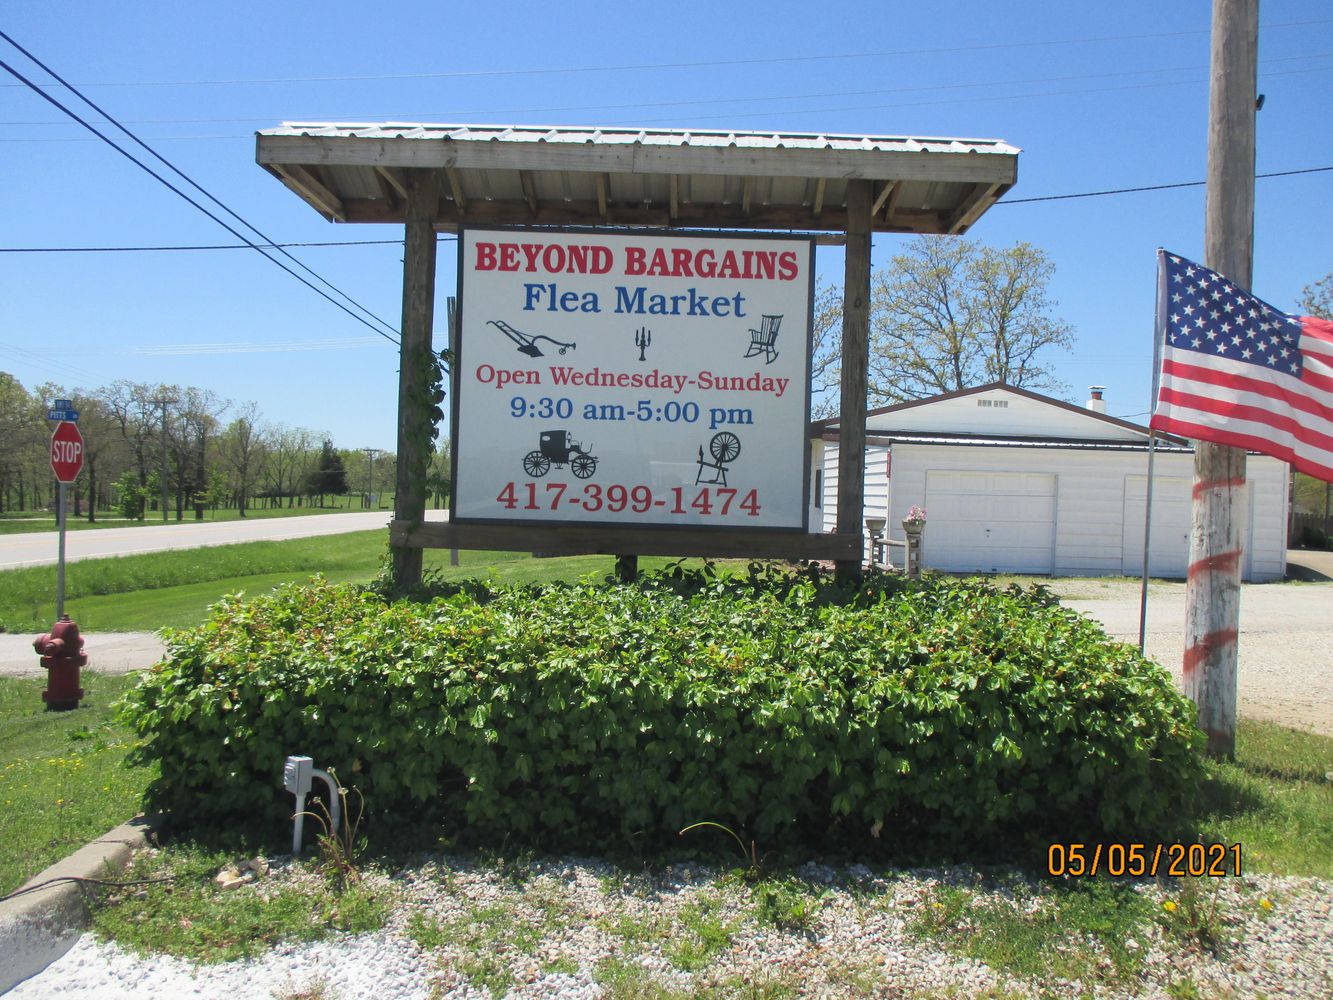 BEYOND BARGAINS
Flea Market
Open Wednesday-Sunday
9:30 am-5:00 pm
417-399-1474
PITTS
STOP
05/05/2021